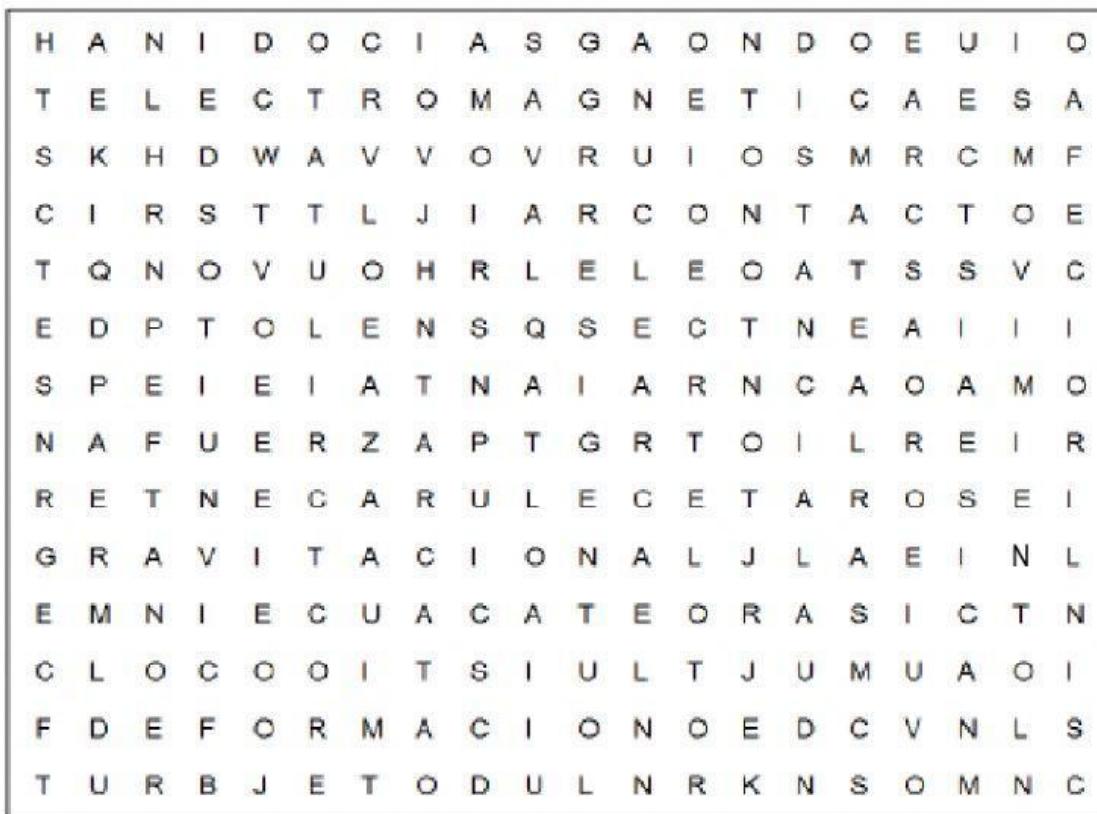 H A N I D O C I A S G A O N D O E U I O
T E L E C T R O M A G N E T I C A E S A
S K H D W A V V O V R U I O S M R C M F
C I R S T T L J I A R C O N T A C T O E
T Q N O V U O H R L E L E O A T S S V C
E D P T O L E N S Q S E C T N E A I I I
S P E I E I A T N A I A R N C A O A M O
N A F U E R Z A P T G R T O I L R E I R
R E T N E C A R U L E C E T A R O S E I
G R A V I T A C I O N A L J L A E I N L
E M N I E C U A C A T E O R A S I C T N
C L O C O O I T S I U L T J U M U A O I
F D E F O R M A C I O N O E D C V N L S
T U R B J E T O D U L N R K N S O M N C